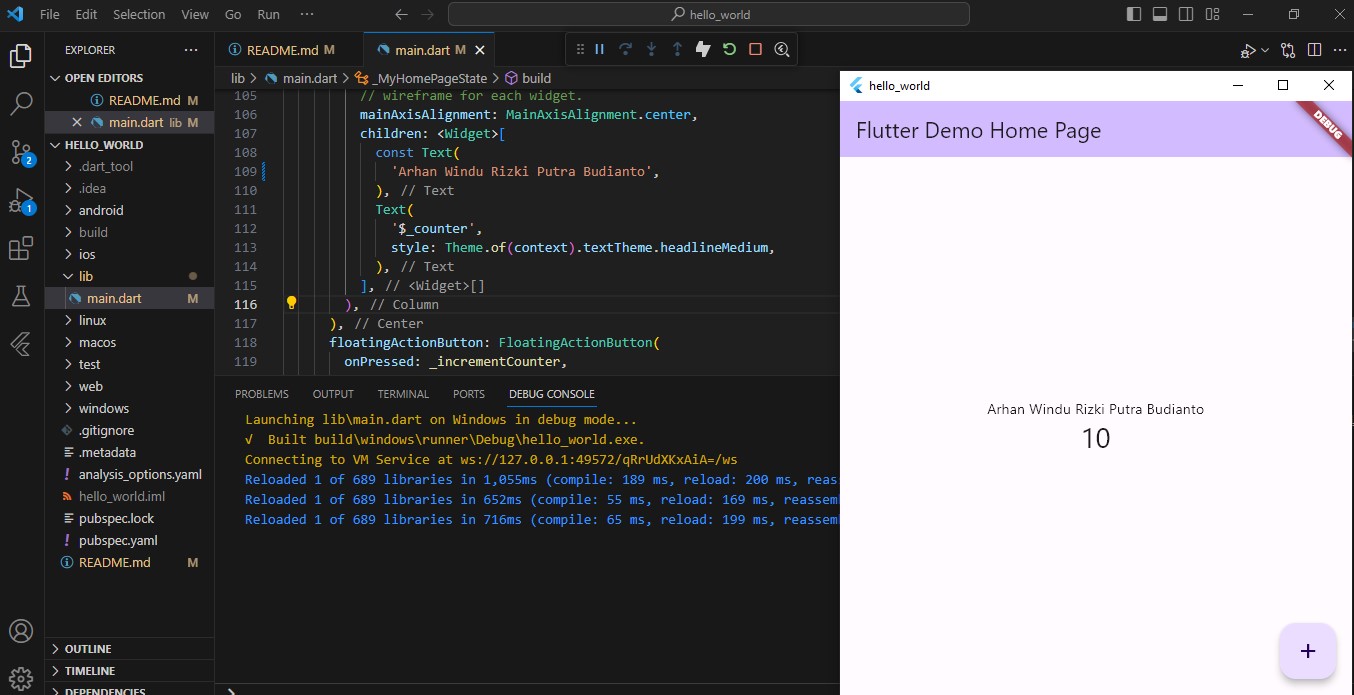 File Edit Selection View Go Run ··· hello_world
EXPLORER ···
OPEN EDITORS
README.md M
main.dart lib M
HELLO_WORLD
.dart_tool
.idea
android
build
ios
lib
main.dart M
linux
macos
test
web
windows
.gitignore
.metadata
analysis_options.yaml
hello_world.iml
pubspec.lock
pubspec.yaml
README.md M
OUTLINE
TIMELINE
DEPENDENCIES
2
1
README.md M main.dart M
lib > main.dart > _MyHomePageState > build
105 // wireframe for each widget.
106 mainAxisAlignment: MainAxisAlignment.center,
107 children: <Widget>[
108 const Text(
109 'Arhan Windu Rizki Putra Budianto',
110 ), // Text
111 Text(
112 '$_counter',
113 style: Theme.of(context).textTheme.headlineMedium,
114 ), // Text
115 ], // <Widget>[]
116 ), // Column
117 ), // Center
118 floatingActionButton: FloatingActionButton(
119 onPressed: _incrementCounter,
PROBLEMS OUTPUT TERMINAL PORTS DEBUG CONSOLE
Launching lib\main.dart on Windows in debug mode...
√ Built build\windows\runner\Debug\hello_world.exe.
Connecting to VM Service at ws://127.0.0.1:49572/qRrUdXKxAiA=/ws
Reloaded 1 of 689 libraries in 1,055ms (compile: 189 ms, reload: 200 ms, reas
Reloaded 1 of 689 libraries in 652ms (compile: 55 ms, reload: 169 ms, reassem
Reloaded 1 of 689 libraries in 716ms (compile: 65 ms, reload: 199 ms, reassem
>
hello_world
Flutter Demo Home Page
DEBUG
Arhan Windu Rizki Putra Budianto
10
+